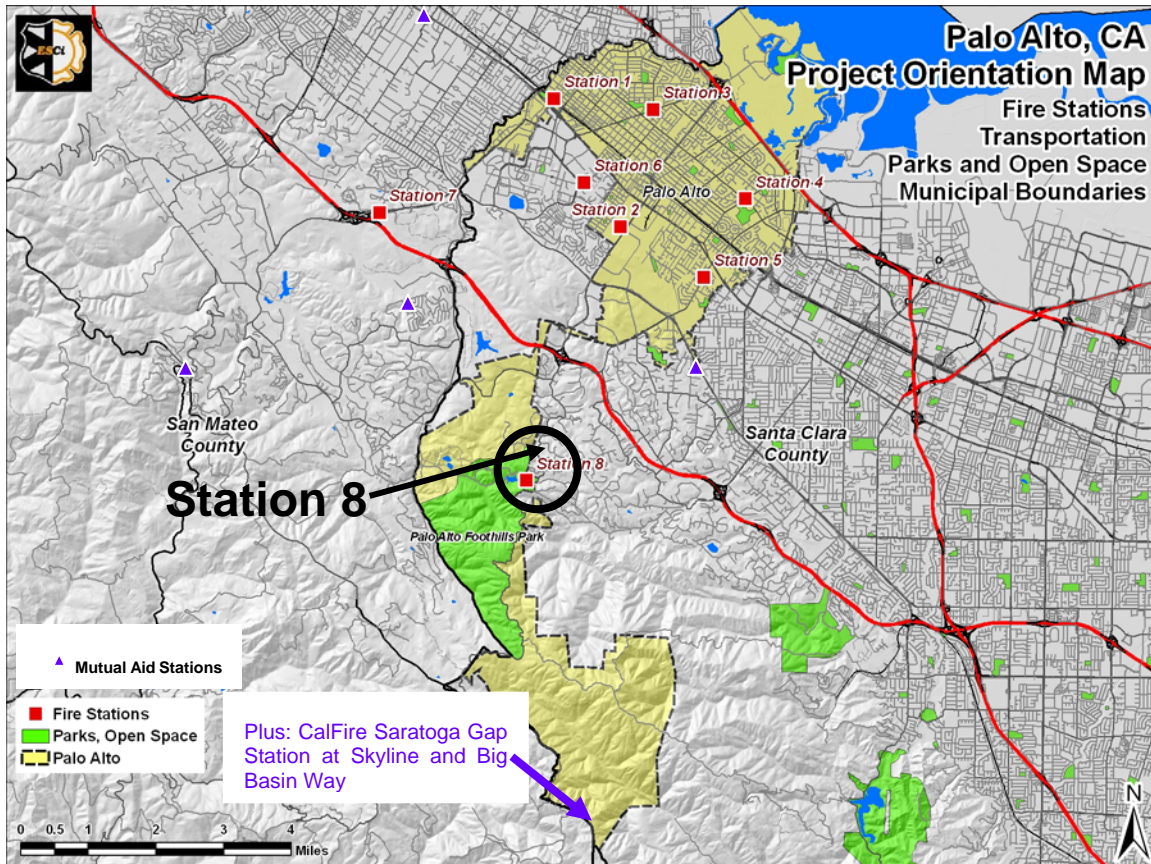 ESCi
Palo Alto, CA
Project Orientation Map
Fire Stations
Transportation
Parks and Open Space
Municipal Boundaries
Station 1
Station 3
Station 6
Palo Alto
Station 4
Station 7
Station 2
Station 5
San Mateo
County
Santa Clara
County
Station 8
Station 8
Palo Alto Foothills Park
Mutual Aid Stations
Fire Stations
Parks, Open Space
Palo Alto
Plus: CalFire Saratoga Gap
Station at Skyline and Big
Basin Way
0 0.5 1 2 3 4
Miles
N